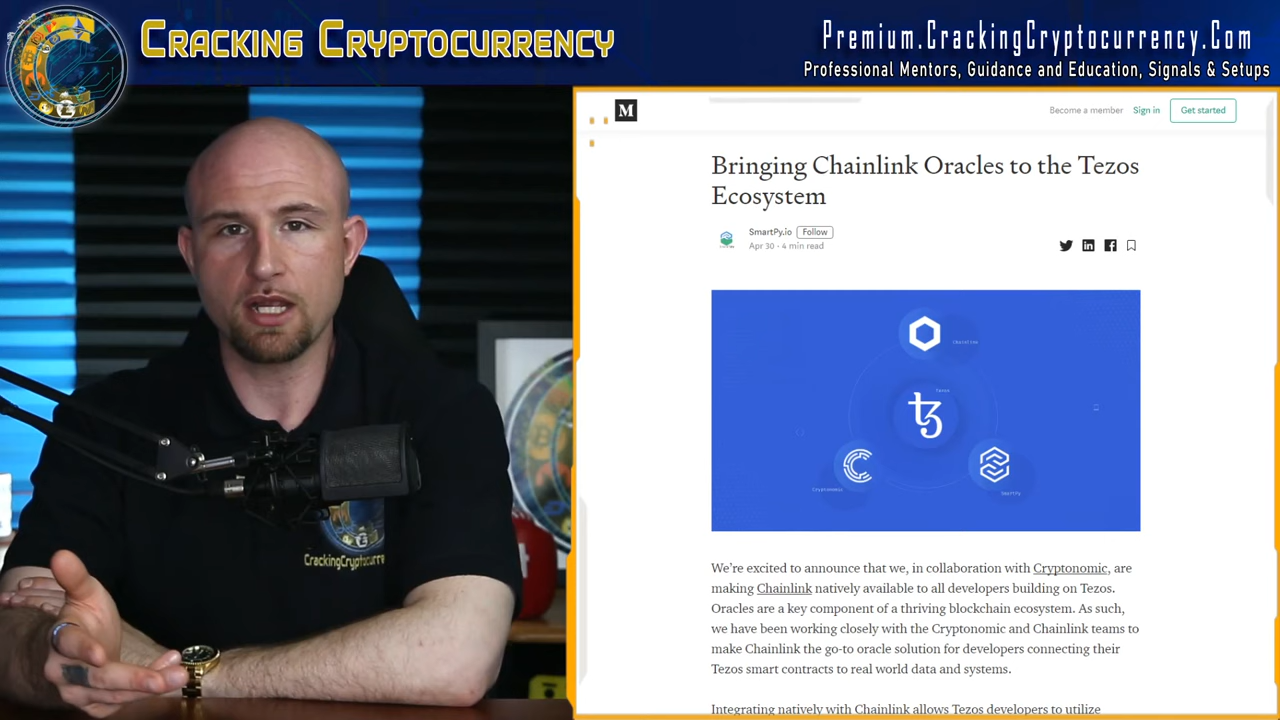 CRACKING CRYPTOCURRENCY
Premium.CrackingCryptocurrency.Com
Professional Mentors, Guidance and Education, Signals & Setups
M
Become a member
Sign in
Get started
Bringing Chainlink Oracles to the Tezos
Ecosystem
SmartPy.io
Follow
Apr 30 · 4 min read
Chainlink
Tezos
Cryptonomic
SmartPy
We're excited to announce that we, in collaboration with Cryptonomic, are
making Chainlink natively available to all developers building on Tezos.
Oracles are a key component of a thriving blockchain ecosystem. As such,
we have been working closely with the Cryptonomic and Chainlink teams to
make Chainlink the go-to oracle solution for developers connecting their
Tezos smart contracts to real world data and systems.
Integrating natively with Chainlink allows Tezos developers to utilize
CrackingCryptocurre